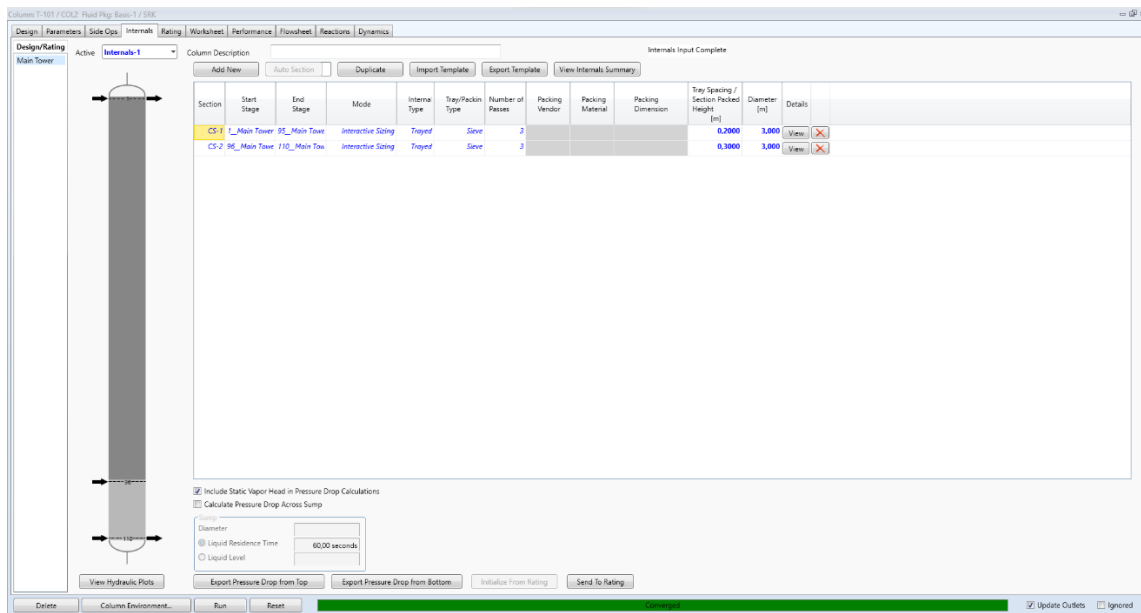 Column: T-101 / COL2 Fluid Pkg: Basis-1 / SRK
Design Parameters Side Ops Internals Rating Worksheet Performance Flowsheet Reactions Dynamics
Design/Rating
Main Tower
Active Internals-1 Column Description Internals Input Complete
Add New Auto Section Duplicate Import Template Export Template View Internals Summary
Section Start Stage End Stage Mode Interna Type Tray/Packin Type Number of Passes Packing Vendor Packing Material Packing Dimension Tray Spacing / Section Packed Height [m] Diameter [m] Details
CS-1 1__Main Tower 95__Main Towe Interactive Sizing Trayed Sieve 3 0,2000 3,000 View
CS-2 96__Main Towe 110__Main Tow Interactive Sizing Trayed Sieve 3 0,3000 3,000 View
Include Static Vapor Head in Pressure Drop Calculations
Calculate Pressure Drop Across Sump
Sump
Diameter
Liquid Residence Time 60,00 seconds
Liquid Level
110
View Hydraulic Plots Export Pressure Drop from Top Export Pressure Drop from Bottom Initialize From Rating Send To Rating
Delete Column Environment... Run Reset Converged Update Outlets Ignored